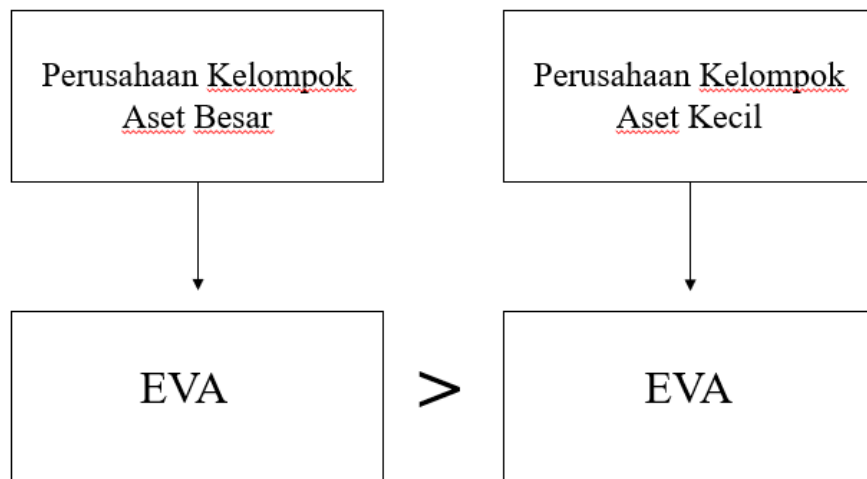 Perusahaan Kelompok
Aset Besar
Perusahaan Kelompok
Aset Kecil
EVA
>
EVA